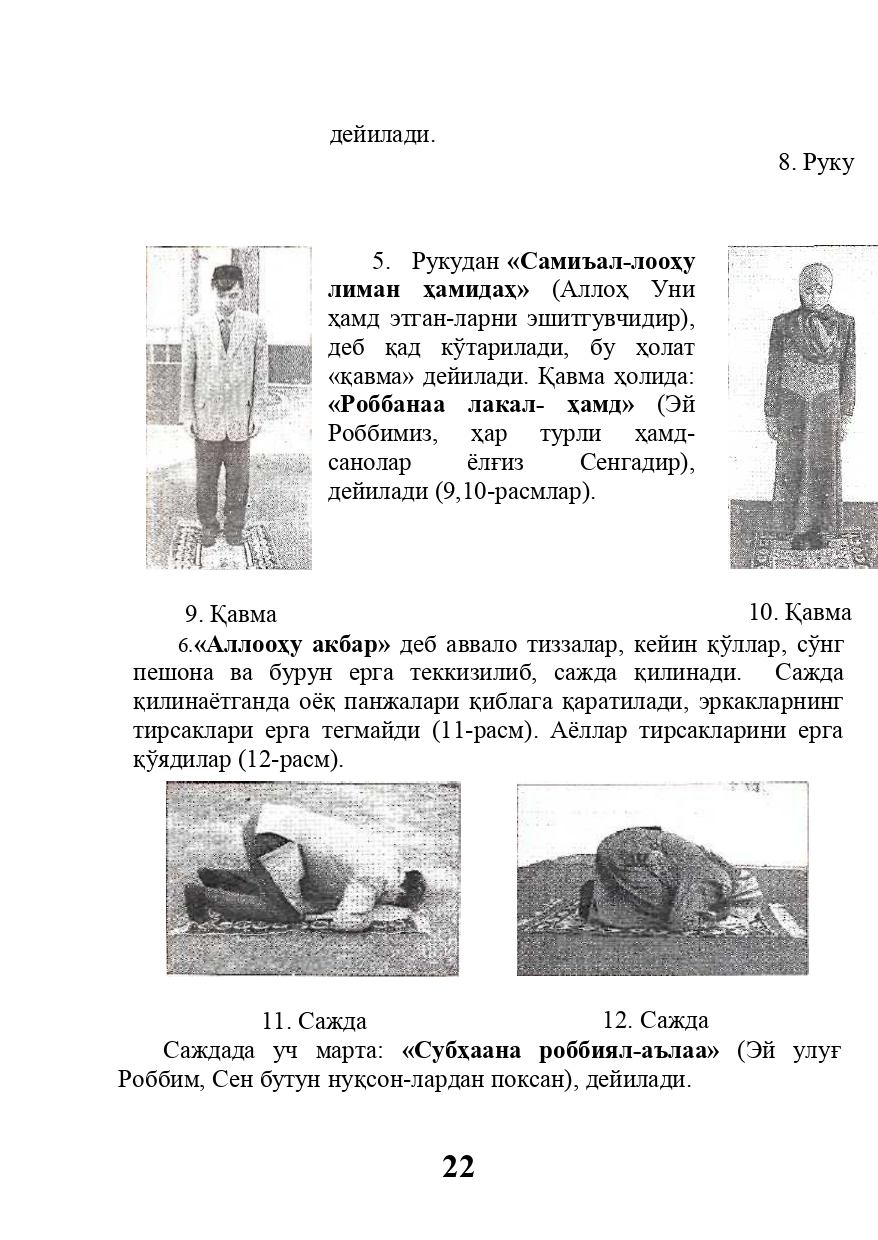 дейилади.
8. Руку
5. Рукудан «Самиъал-лооҳу
лиман ҳамидаҳ» (Аллоҳ Уни
ҳамд этган-ларни эшитгувчидир),
деб қад кўтарилади, бу ҳолат
«қавма» дейилади. Қавма ҳолида:
«Роббанаа лакал- ҳамд» (Эй
Роббимиз, ҳар турли ҳамд-
санолар ёлғиз Сенгадир),
дейилади (9,10-расмлар).
9. Қавма
10. Қавма
6.«Аллооҳу акбар» деб аввало тиззалар, кейин қўллар, сўнг
пешона ва бурун ерга теккизилиб, сажда қилинади. Сажда
қилинаётганда оёқ панжалари қиблага қаратилади, эркакларнинг
тирсаклари ерга тегмайди (11-расм). Аёллар тирсакларини ерга
қўядилар (12-расм).
11. Сажда
12. Сажда
Саждада уч марта: «Субҳаана роббиял-аълаа» (Эй улуғ
Роббим, Сен бутун нуқсон-лардан поксан), дейилади.
22